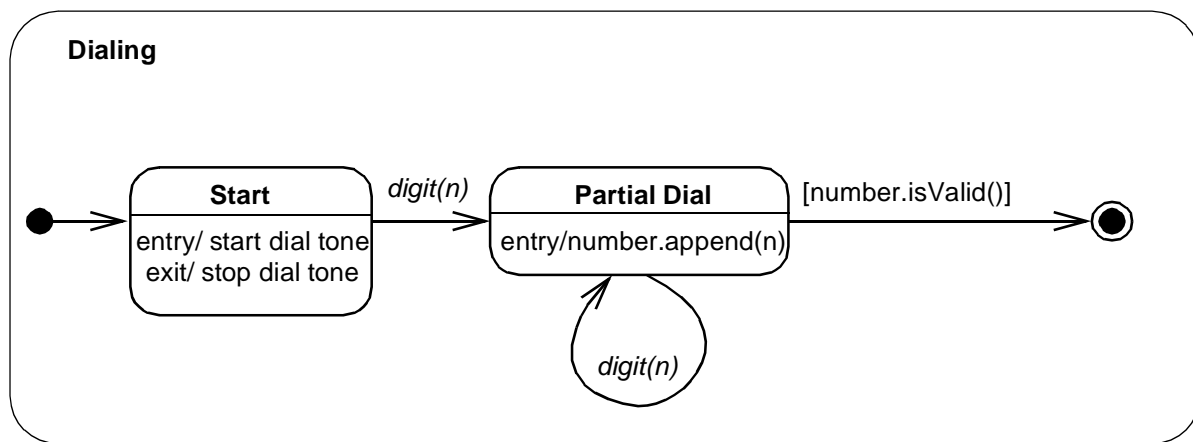 Dialing
Start
entry/ start dial tone
exit/ stop dial tone
digit(n)
Partial Dial
entry/number.append(n)
digit(n)
[number.isValid()]